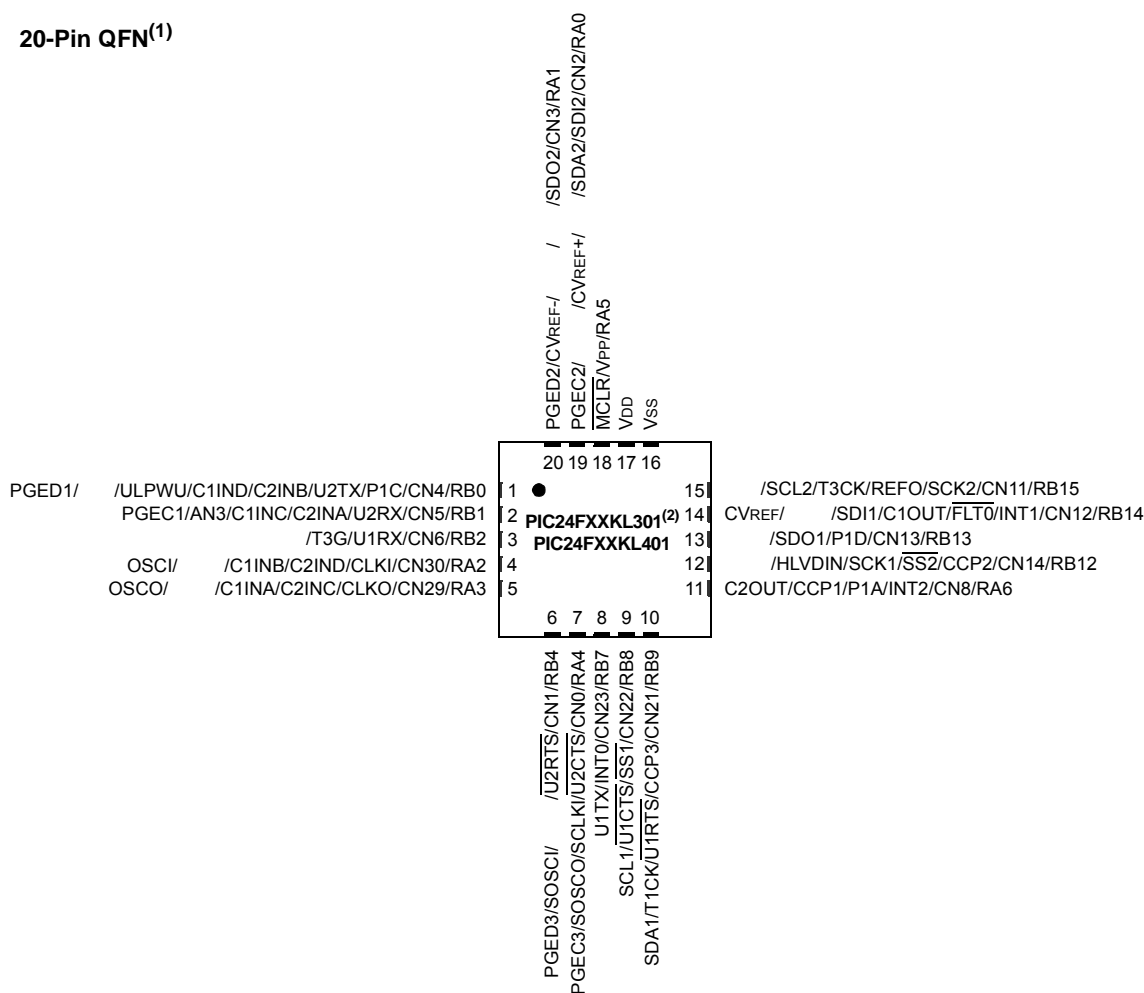 20-Pin QFN(1)
PGED2/CVREF-/ / /SDO2/CN3/RA1
PGEC2/ /CVREF+/ /SDA2/SDI2/CN2/RA0
MCLR/VPP/RA5
VDD
VSS
20 19 18 17 16
PGED1/ /ULPWU/C1IND/C2INB/U2TX/P1C/CN4/RB0 1
PGEC1/AN3/C1INC/C2INA/U2RX/CN5/RB1 2
/T3G/U1RX/CN6/RB2 3
OSCI/ /C1INB/C2IND/CLKI/CN30/RA2 4
OSCO/ /C1INA/C2INC/CLKO/CN29/RA3 5
PIC24FXXKL301(2)
PIC24FXXKL401
15 /SCL2/T3CK/REFO/SCK2/CN11/RB15
14 CVREF/ /SDI1/C1OUT/FLT0/INT1/CN12/RB14
13 /SDO1/P1D/CN13/RB13
12 /HLVDIN/SCK1/SS2/CCP2/CN14/RB12
11 C2OUT/CCP1/P1A/INT2/CN8/RA6
6 7 8 9 10
PGED3/SOSCI/ /U2RTS/CN1/RB4
PGEC3/SOSCO/SCLKI/U2CTS/CN0/RA4
U1TX/INT0/CN23/RB7
SCL1/U1CTS/SS1/CN22/RB8
SDA1/T1CK/U1RTS/CCP3/CN21/RB9